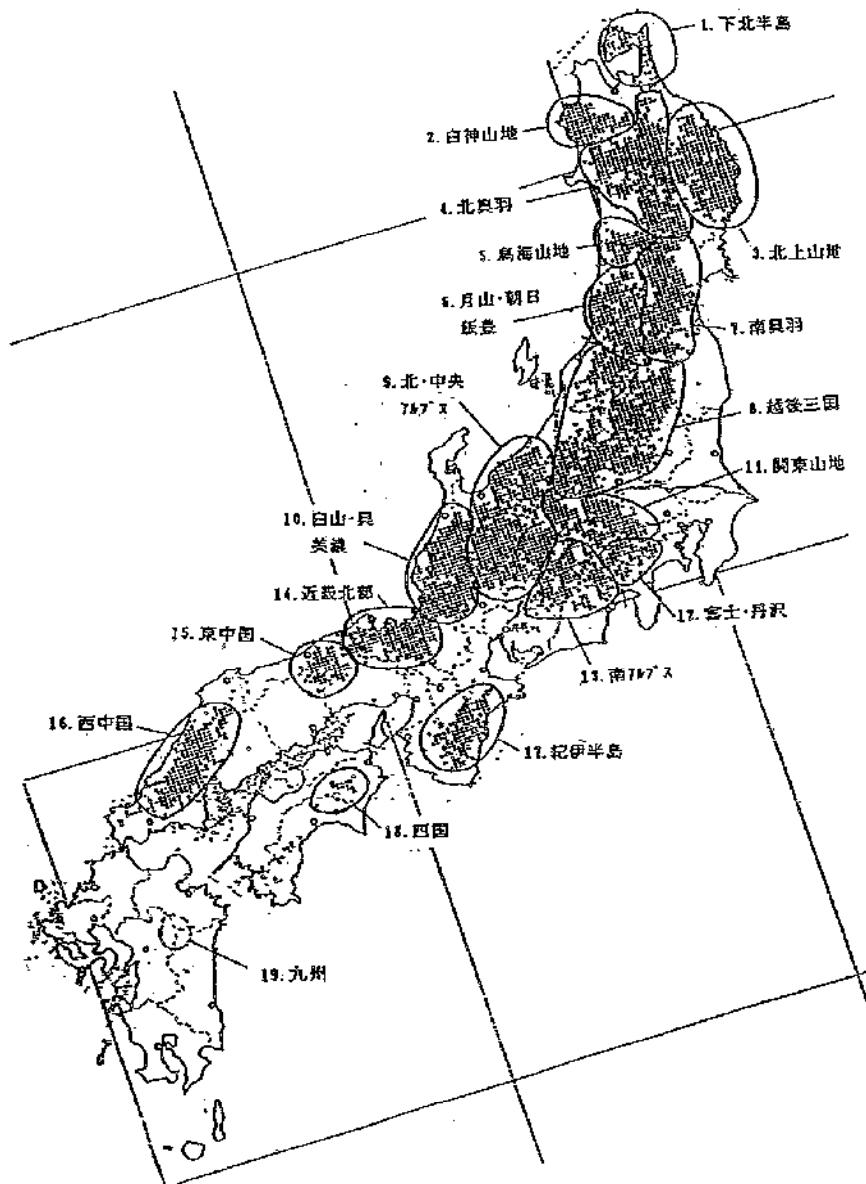 1. 下北半島
2. 白神山地
4. 北奥羽
5. 鳥海山地
3. 北上山地
6. 月山・朝日
飯豊
7. 南奥羽
9. 北・中央
アルプス
8. 越後三国
11. 関東山地
10. 白山・奥
美濃
14. 近畿北部
12. 富士・丹沢
15. 東中国
13. 南アルプス
16. 西中国
17. 紀伊半島
18. 四国
19. 九州